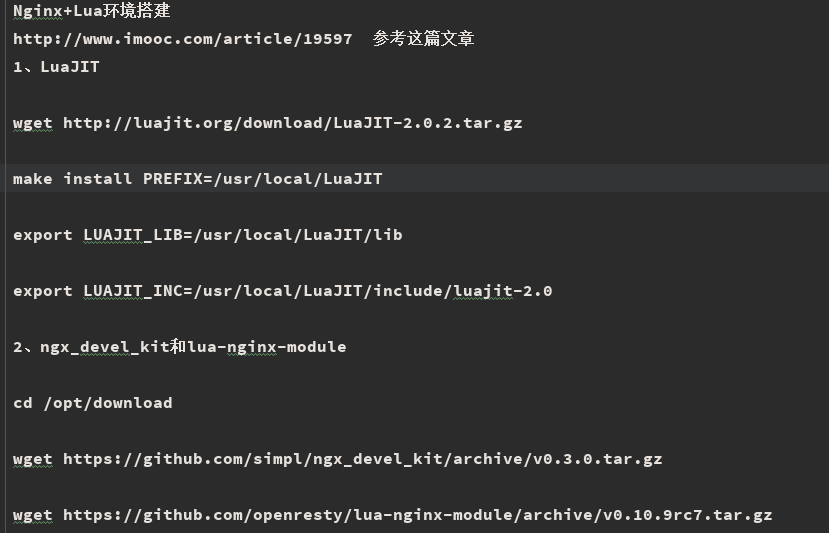 Nginx+Lua环境搭建
http://www.imooc.com/article/19597  参考这篇文章
1、LuaJIT
wget http://luajit.org/download/LuaJIT-2.0.2.tar.gz
make install PREFIX=/usr/local/LuaJIT
export LUAJIT_LIB=/usr/local/LuaJIT/lib
export LUAJIT_INC=/usr/local/LuaJIT/include/luajit-2.0
2、ngx_devel_kit和lua-nginx-module
cd /opt/download
wget https://github.com/simpl/ngx_devel_kit/archive/v0.3.0.tar.gz
wget https://github.com/openresty/lua-nginx-module/archive/v0.10.9rc7.tar.gz